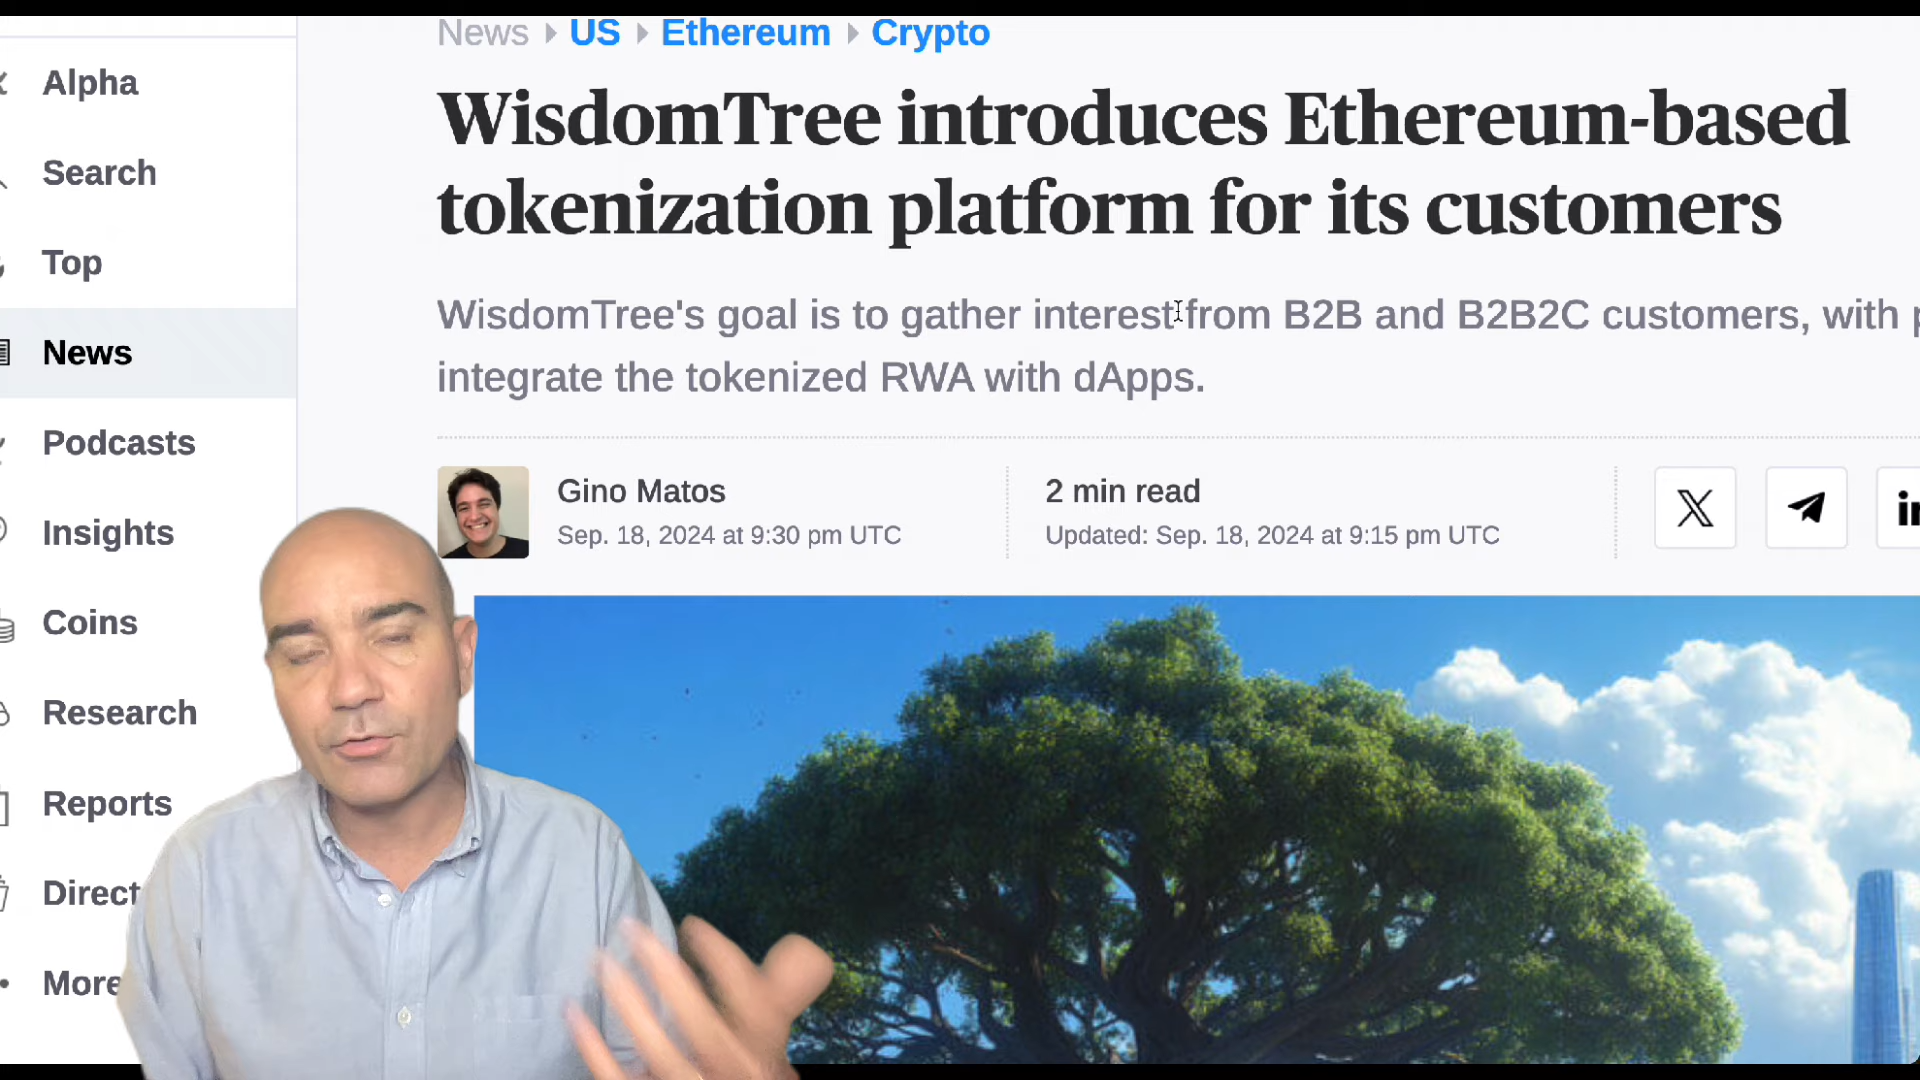 News US Ethereum Crypto
WisdomTree introduces Ethereum-based
tokenization platform for its customers
WisdomTree's goal is to gather interest from B2B and B2B2C customers, with
integrate the tokenized RWA with dApps.
Gino Matos
Sep. 18, 2024 at 9:30 pm UTC
2 min read
Updated: Sep. 18, 2024 at 9:15 pm UTC
Alpha
Search
Top
News
Podcasts
Insights
Coins
Research
Reports
Direct
More